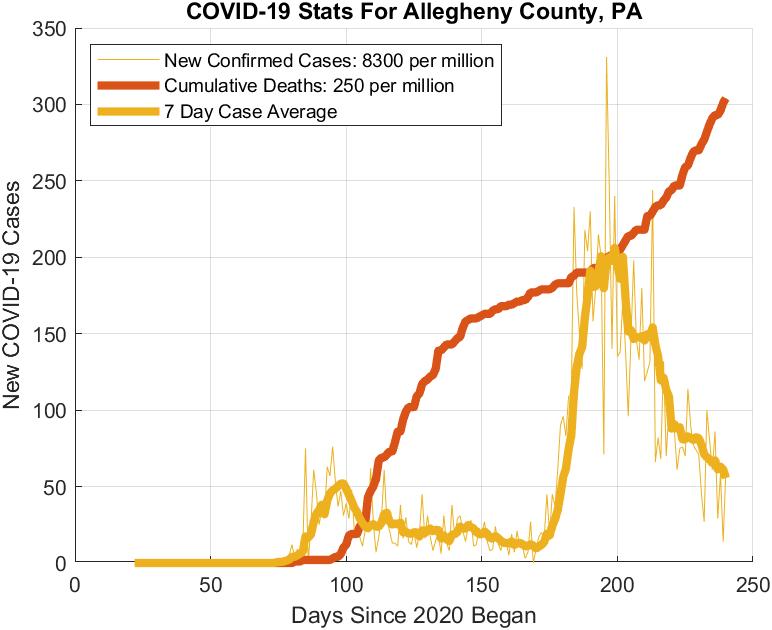 COVID-19 Stats For Allegheny County, PA
350
New Confirmed Cases: 8300 per million
Cumulative Deaths: 250 per million
7 Day Case Average
300
250
200
150
100
50
0
New COVID-19 Cases
0 50 100 150 200 250
Days Since 2020 Began